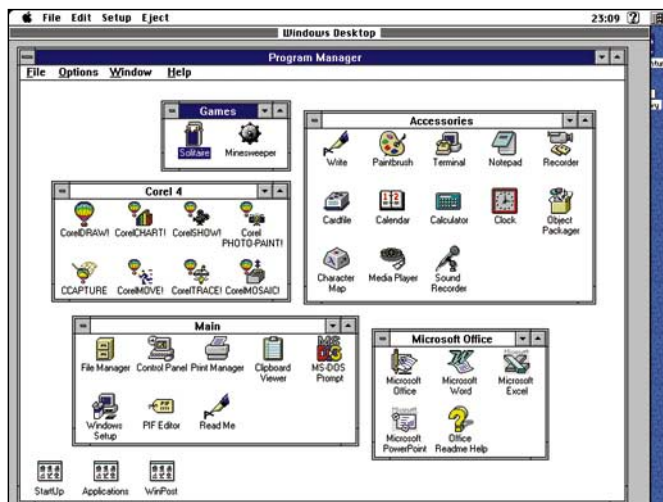 File Edit Setup Eject 23:09
Windows Desktop
Program Manager
File Options Window Help
Games
Solitaire Minesweeper
Accessories
Write Paintbrush Terminal Notepad Recorder
Cardfile Calendar Calculator Clock Object Packager
Character Map Media Player Sound Recorder
Corel 4
CorelDRAW! CorelCHART! CorelSHOW! Corel PHOTO-PAINT!
CCAPTURE CorelMOVE! CorelTRACE! CorelMOSAIC!
Main
File Manager Control Panel Print Manager Clipboard Viewer MS-DOS Prompt
Windows Setup PIF Editor Read Me
Microsoft Office
Microsoft Office Microsoft Word Microsoft Excel
Microsoft PowerPoint Office Readme Help
StartUp Applications WinPost